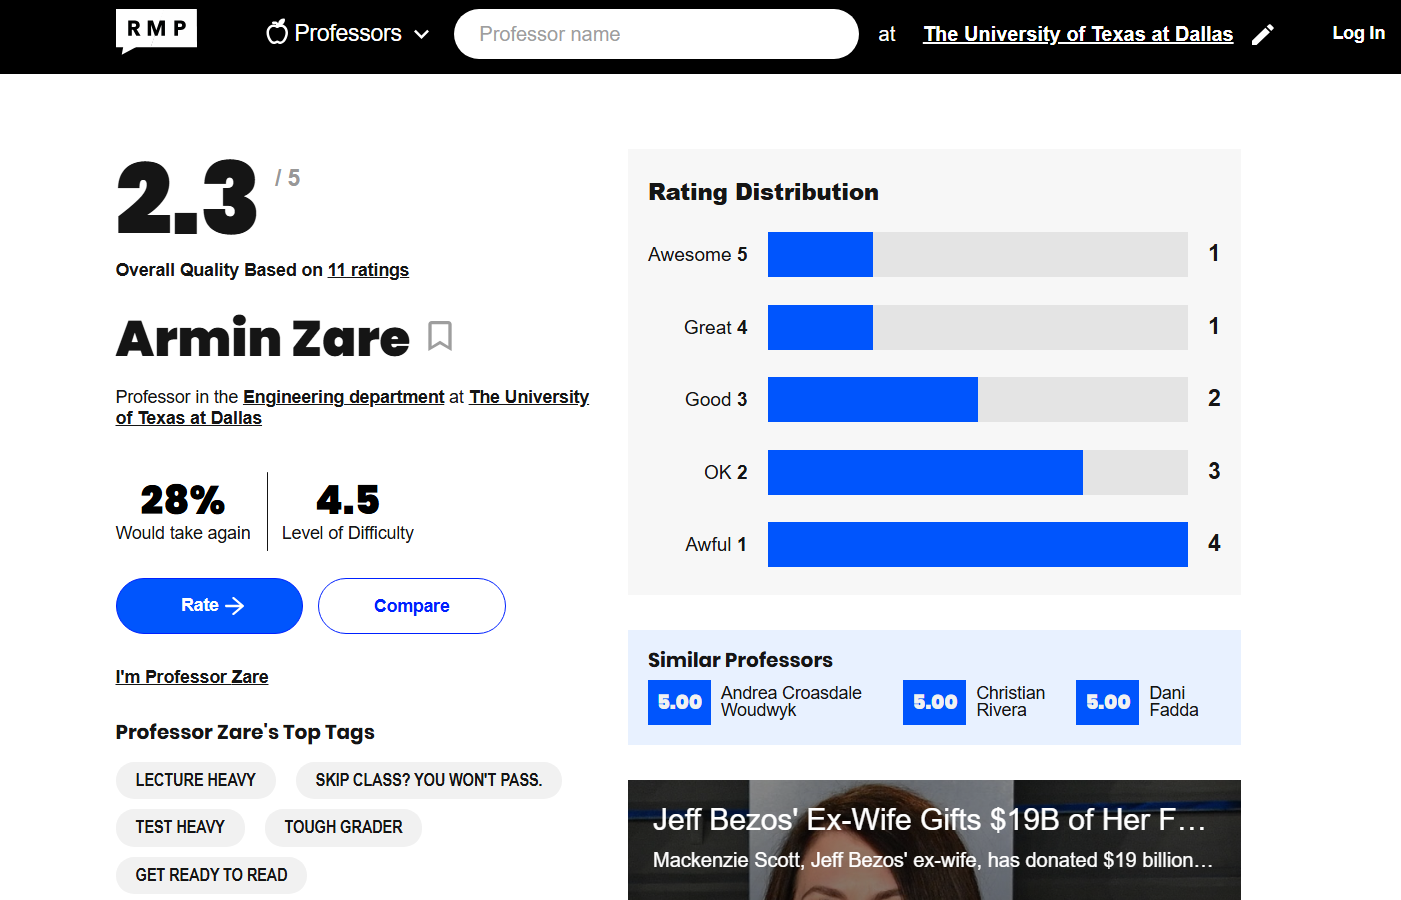 RMP
Professors
Professor name
at
The University of Texas at Dallas
Log In
2.3 / 5
Overall Quality Based on 11 ratings
Armin Zare
Professor in the Engineering department at The University
of Texas at Dallas
28%
Would take again
4.5
Level of Difficulty
Rate
Compare
I'm Professor Zare
Professor Zare's Top Tags
LECTURE HEAVY
SKIP CLASS? YOU WON'T PASS.
TEST HEAVY
TOUGH GRADER
GET READY TO READ
Rating Distribution
Awesome 5 1
Great 4 1
Good 3 2
OK 2 3
Awful 1 4
Similar Professors
5.00
Andrea Croasdale
Woudwyk
5.00
Christian
Rivera
5.00
Dani
Fadda
Jeff Bezos' Ex-Wife Gifts $19B of Her F...
Mackenzie Scott, Jeff Bezos' ex-wife, has donated $19 billion...